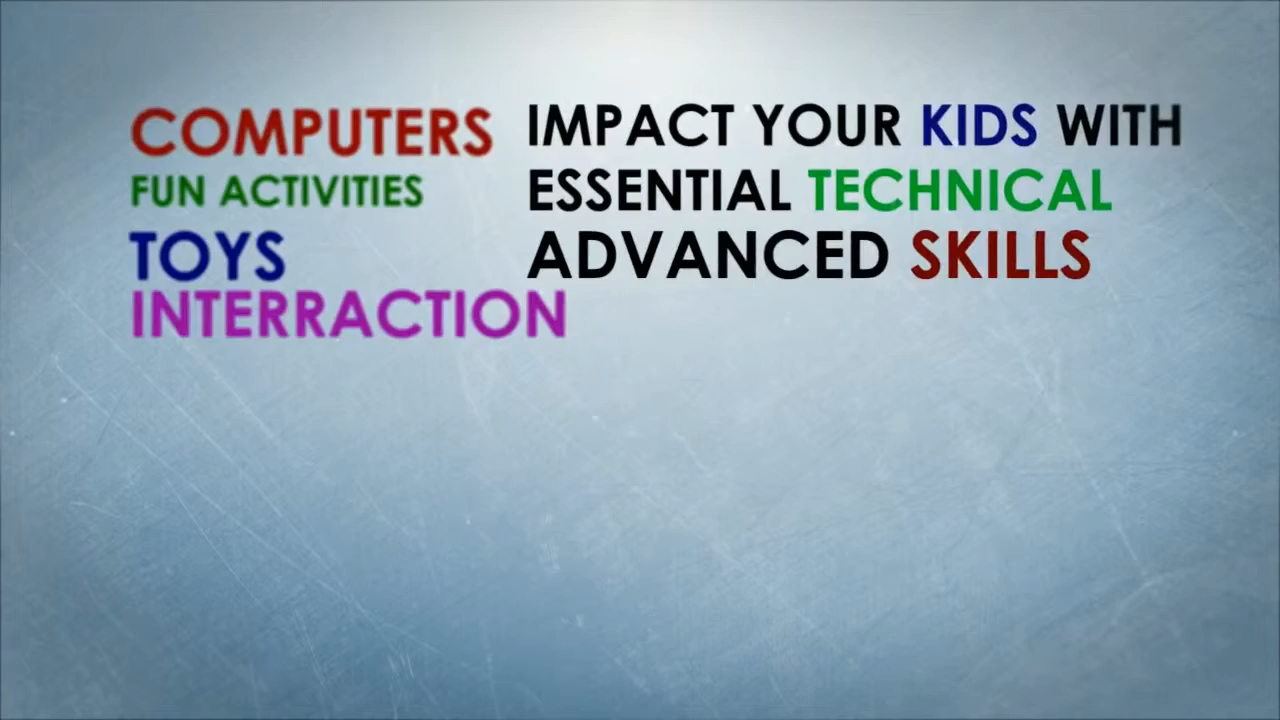 COMPUTERS
FUN ACTIVITIES
TOYS
INTERRACTION
IMPACT YOUR KIDS WITH
ESSENTIAL TECHNICAL
ADVANCED SKILLS